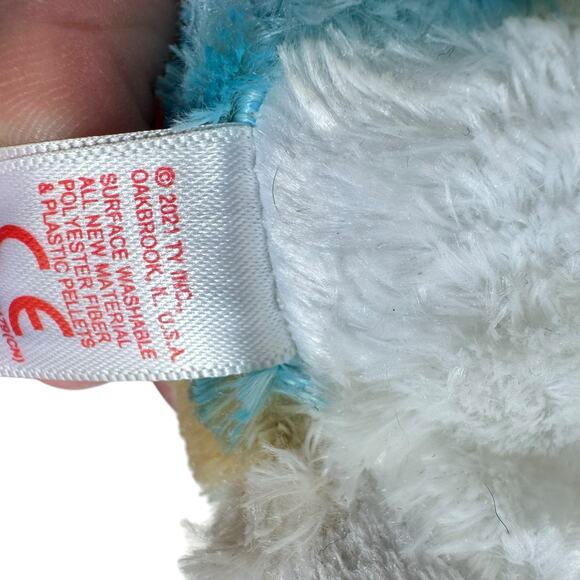 © 2021 TY INC.,
OAKBROOK, IL. U.S.A.
SURFACE WASHABLE
ALL NEW MATERIAL
POLYESTER FIBER
& PLASTIC PELLETS
CE